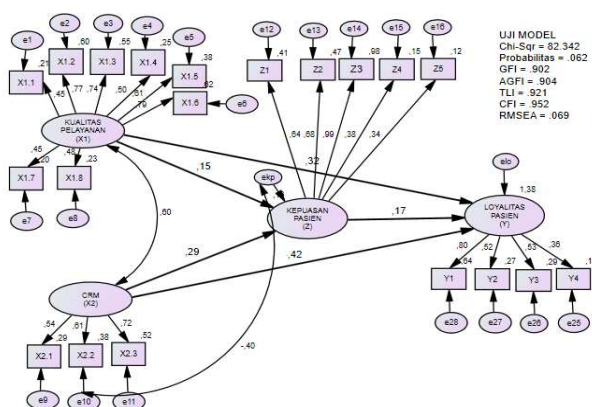 UJI MODEL
Chi-Sqr = 82.342
Probabilitas = .062
GFI = .902
AGFI = .904
TLI = .921
CFI = .952
RMSEA = .069
e1
e2
e3
e4
e5
e6
,21
,60
,55
,25
,38
,62
X1.1
X1.2
X1.3
X1.4
X1.5
X1.6
,45
,77
,74
,50
,61
,79
KUALITAS
PELAYANAN
(X1)
,45
,20
,48
,23
X1.7
X1.8
e7
e8
e12
e13
e14
e15
e16
,41
,47
,98
,15
,12
Z1
Z2
Z3
Z4
Z5
,64
,68
,99
,38
,34
,15
,32
ekp
KEPUASAN
PASIEN
(Z)
,17
elo
1,38
LOYALITAS
PASIEN
(Y)
,60
,29
,42
-,40
,80
,52
,53
,36
,64
,27
,29
Y1
Y2
Y3
Y4
e28
e27
e26
e25
CRM
(X2)
,54
,61
,72
,29
,38
,52
X2.1
X2.2
X2.3
e9
e10
e11